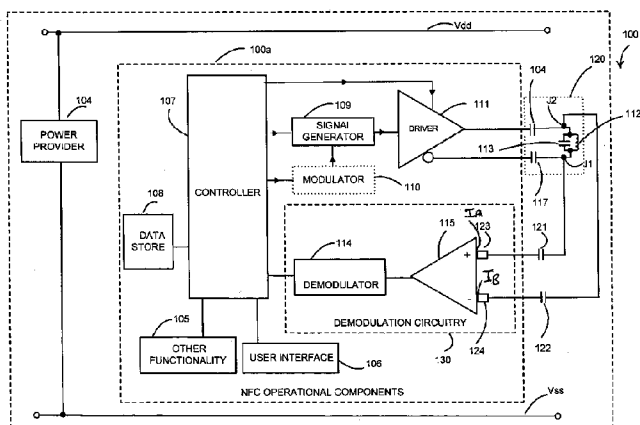 Vdd
100
100a
120
104
POWER
PROVIDER
107
109
SIGNAL
GENERATOR
111
DRIVER
104
J2
112
113
J1
117
MODULATOR
110
CONTROLLER
108
DATA
STORE
114
DEMODULATOR
115
IA
123
+
121
IB
-
124
122
DEMODULATION CIRCUITRY
130
105
OTHER
FUNCTIONALITY
USER INTERFACE
106
NFC OPERATIONAL COMPONENTS
Vss